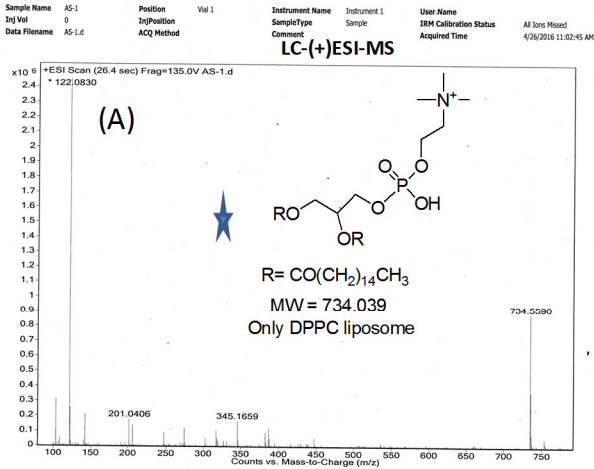 Sample Name AS-1 Position Vial 1 Instrument Name Instrument 1 User Name
Inj Vol 0 InjPosition SampleType Sample IRM Calibration Status All Ions Missed
Data Filename AS-1.d ACQ Method Comment Acquired Time 4/26/2016 11:02:45 AM
LC-(+)ESI-MS
x10 6 +ESI Scan (26.4 sec) Frag=135.0V AS-1.d
* 122.0830
(A)
N+
O
O
P
OH
O
RO
OR
R= CO(CH2)14CH3
MW = 734.039
Only DPPC liposome
734.5590
201.0406
345.1659
2.4
2.3
2.2
2.1
2
1.9
1.8
1.7
1.6
1.5
1.4
1.3
1.2
1.1
1
0.9
0.8
0.7
0.6
0.5
0.4
0.3
0.2
0.1
0
100 150 200 250 300 350 400 450 500 550 600 650 700 750
Counts vs. Mass-to-Charge (m/z)